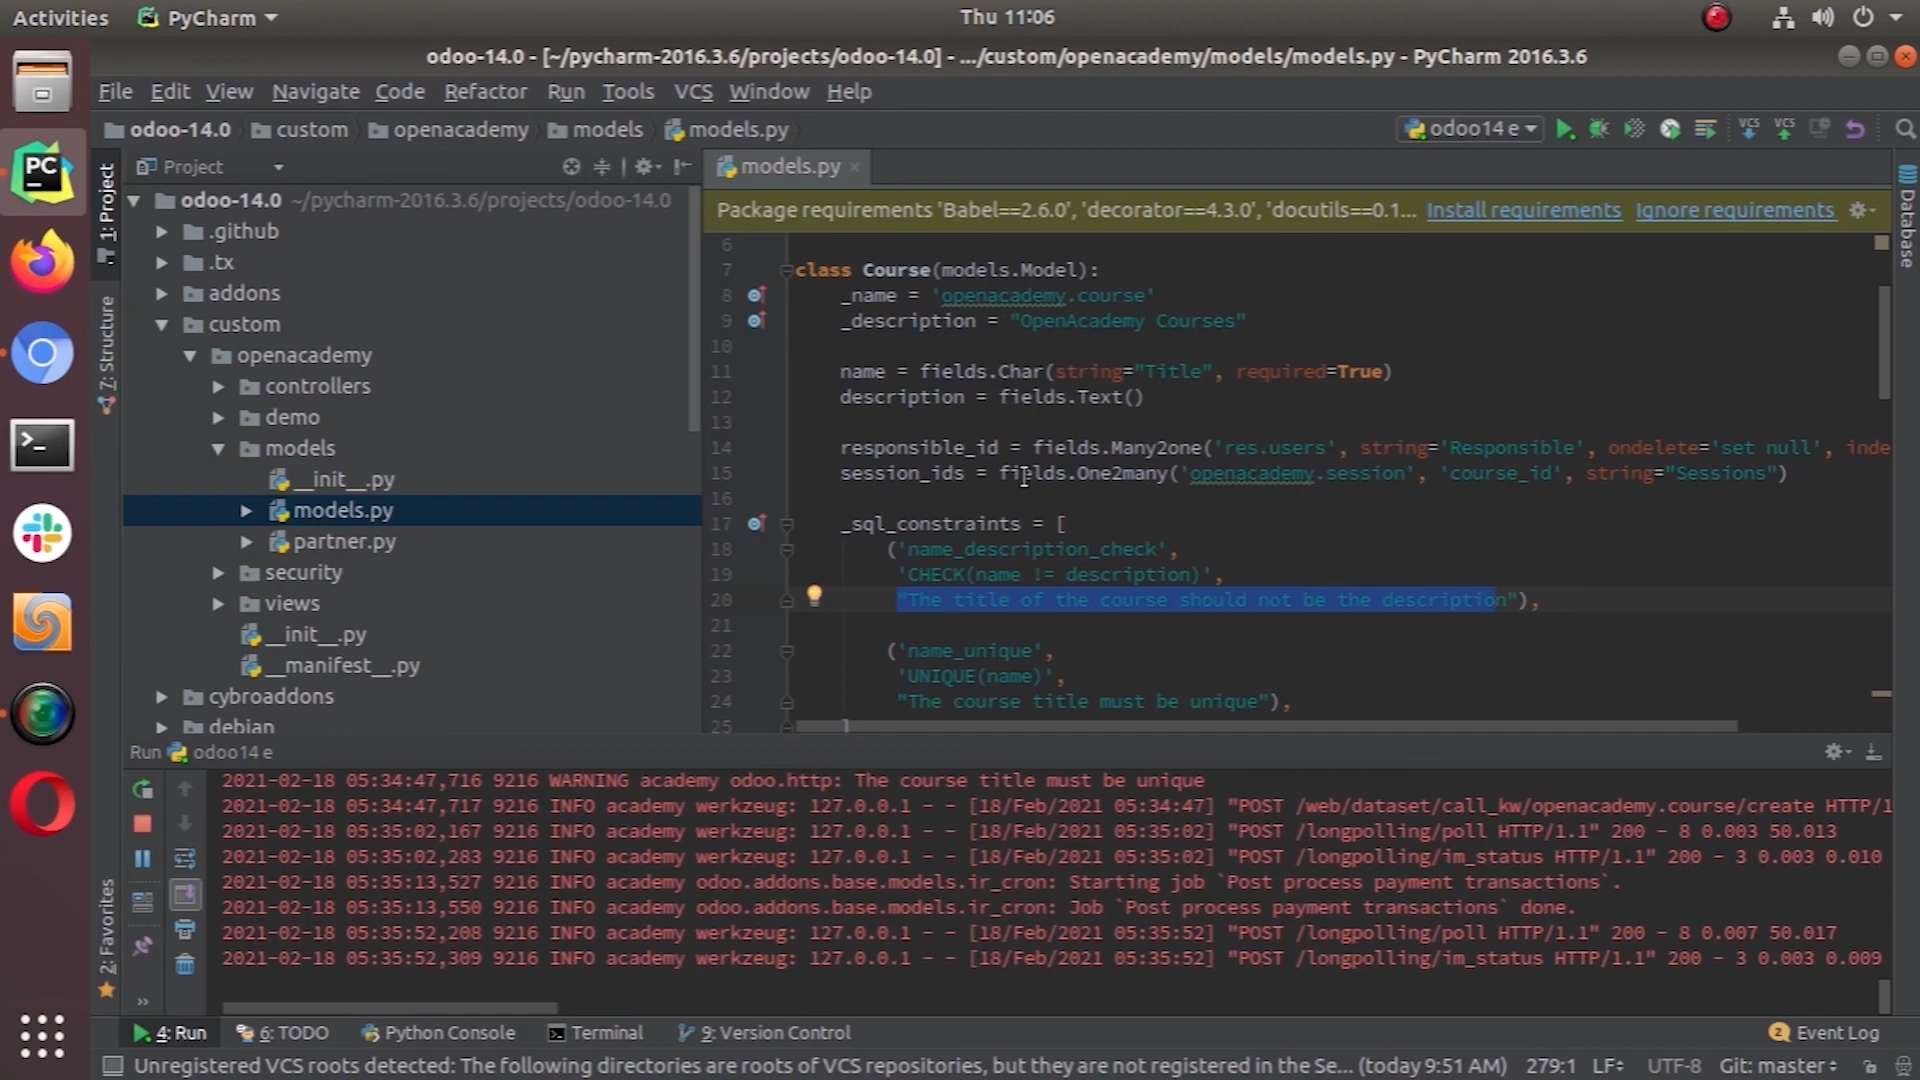 Activities PyCharm Thu 11:06
odoo-14.0 - [~/pycharm-2016.3.6/projects/odoo-14.0] - .../custom/openacademy/models/models.py - PyCharm 2016.3.6
File Edit View Navigate Code Refactor Run Tools VCS Window Help
odoo-14.0 custom openacademy models models.py odoo14 e VCS VCS
1: Project
7: Structure
2: Favorites
Database
Project
odoo-14.0 ~/pycharm-2016.3.6/projects/odoo-14.0
.github
.tx
addons
custom
openacademy
controllers
demo
models
__init__.py
models.py
partner.py
security
views
__init__.py
__manifest__.py
cybroaddons
debian
models.py
Package requirements 'Babel==2.6.0', 'decorator==4.3.0', 'docutils==0.1... Install requirements Ignore requirements
6
7 class Course(models.Model):
8 _name = 'openacademy.course'
9 _description = "OpenAcademy Courses"
10
11 name = fields.Char(string="Title", required=True)
12 description = fields.Text()
13
14 responsible_id = fields.Many2one('res.users', string='Responsible', ondelete='set null', inde
15 session_ids = fields.One2many('openacademy.session', 'course_id', string="Sessions")
16
17 _sql_constraints = [
18 ('name_description_check',
19 'CHECK(name != description)',
20 "The title of the course should not be the description"),
21
22 ('name_unique',
23 'UNIQUE(name)',
24 "The course title must be unique"),
25 ]
Run odoo14 e
2021-02-18 05:34:47,716 9216 WARNING academy odoo.http: The course title must be unique
2021-02-18 05:34:47,717 9216 INFO academy werkzeug: 127.0.0.1 - - [18/Feb/2021 05:34:47] "POST /web/dataset/call_kw/openacademy.course/create HTTP/1
2021-02-18 05:35:02,167 9216 INFO academy werkzeug: 127.0.0.1 - - [18/Feb/2021 05:35:02] "POST /longpolling/poll HTTP/1.1" 200 - 8 0.003 50.013
2021-02-18 05:35:02,283 9216 INFO academy werkzeug: 127.0.0.1 - - [18/Feb/2021 05:35:02] "POST /longpolling/im_status HTTP/1.1" 200 - 3 0.003 0.010
2021-02-18 05:35:13,527 9216 INFO academy odoo.addons.base.models.ir_cron: Starting job `Post process payment transactions`.
2021-02-18 05:35:13,550 9216 INFO academy odoo.addons.base.models.ir_cron: Job `Post process payment transactions` done.
2021-02-18 05:35:52,208 9216 INFO academy werkzeug: 127.0.0.1 - - [18/Feb/2021 05:35:52] "POST /longpolling/poll HTTP/1.1" 200 - 8 0.007 50.017
2021-02-18 05:35:52,309 9216 INFO academy werkzeug: 127.0.0.1 - - [18/Feb/2021 05:35:52] "POST /longpolling/im_status HTTP/1.1" 200 - 3 0.003 0.009
4: Run 6: TODO Python Console Terminal 9: Version Control 2 Event Log
Unregistered VCS roots detected: The following directories are roots of VCS repositories, but they are not registered in the Se... (today 9:51 AM) 279:1 LF UTF-8 Git: master